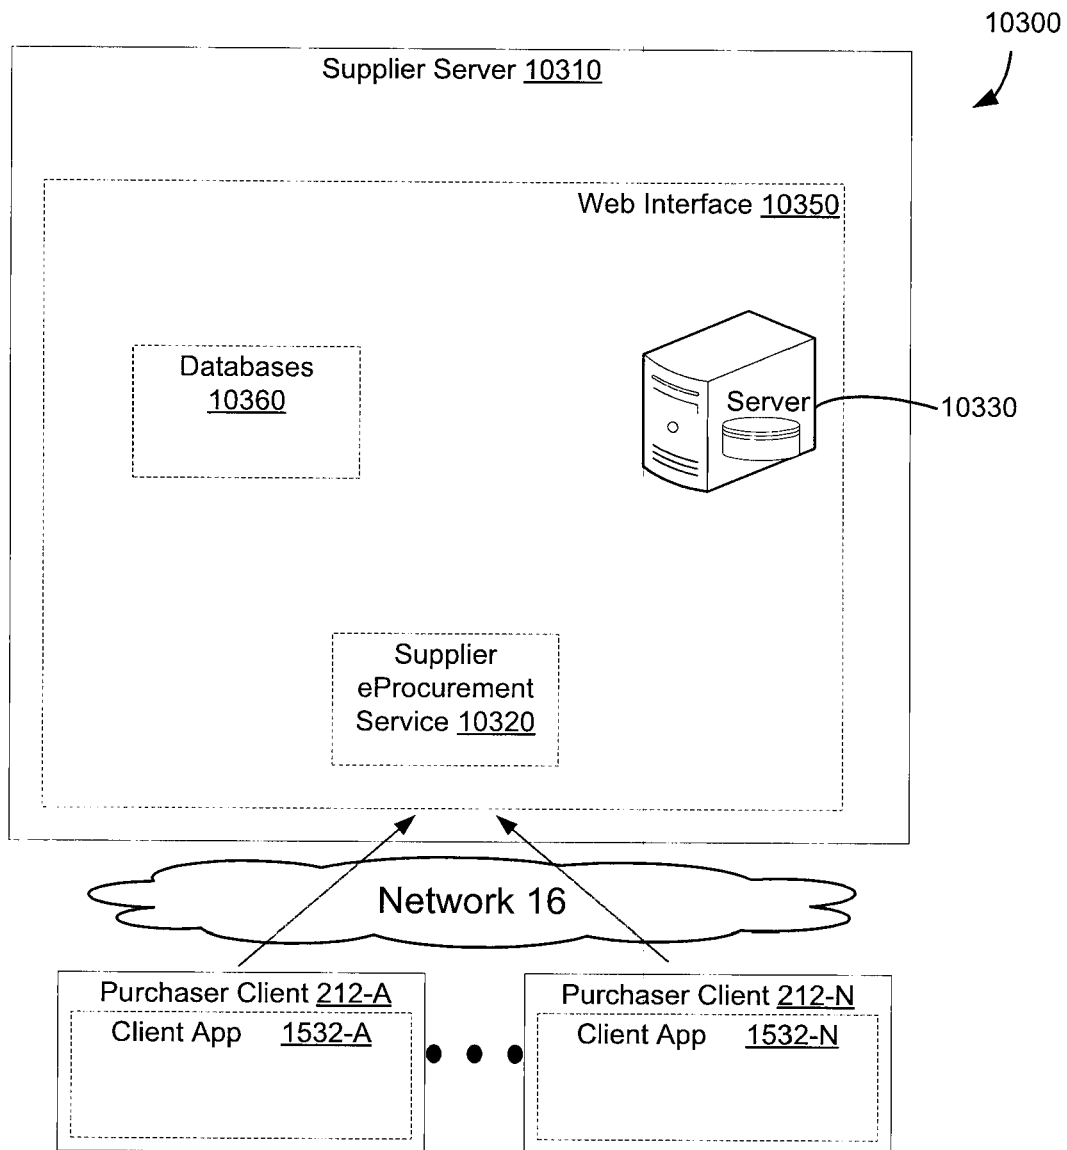 10300
Supplier Server 10310
Web Interface 10350
Databases
10360
Server
10330
Supplier
eProcurement
Service 10320
Network 16
Purchaser Client 212-A
Client App 1532-A
Purchaser Client 212-N
Client App 1532-N